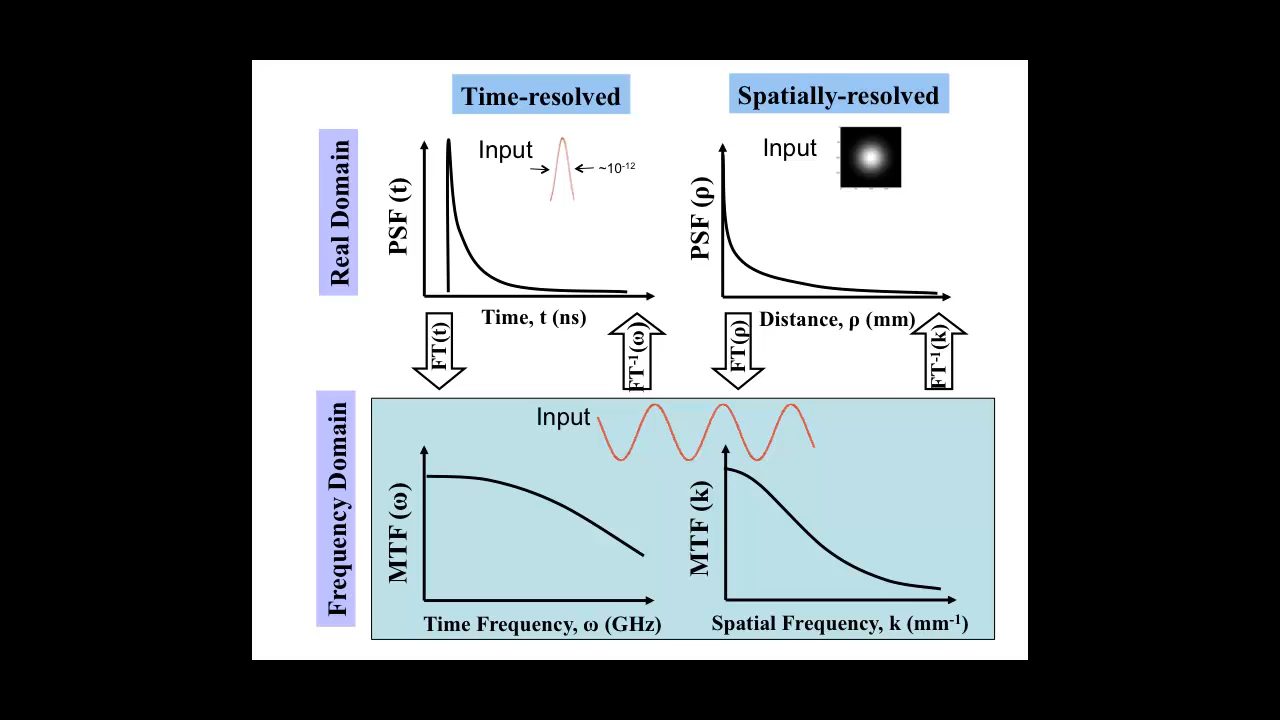 Time-resolved
Spatially-resolved
Real Domain
PSF (t)
Input
~10-12
Time, t (ns)
PSF (ρ)
Input
Distance, ρ (mm)
FT(t)
FT-1(ω)
FT(ρ)
FT-1(k)
Frequency Domain
Input
MTF (ω)
Time Frequency, ω (GHz)
MTF (k)
Spatial Frequency, k (mm-1)